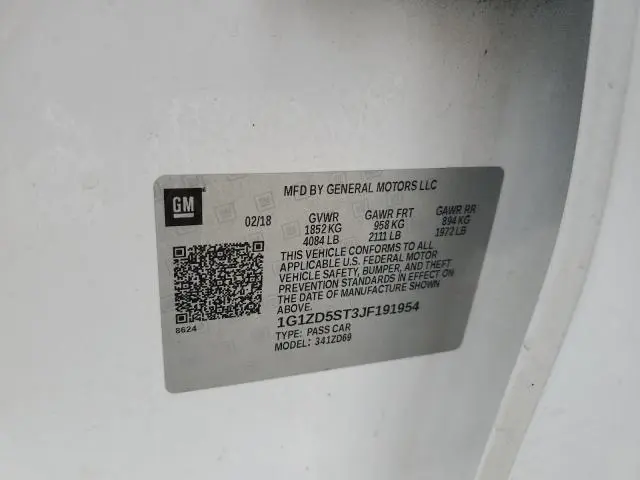 GM
MFD BY GENERAL MOTORS LLC
02/18 GVWR GAWR FRT GAWR RR
1852 KG 958 KG 894 KG
4084 LB 2111 LB 1972 LB
THIS VEHICLE CONFORMS TO ALL
APPLICABLE U.S. FEDERAL MOTOR
VEHICLE SAFETY, BUMPER, AND THEFT
PREVENTION STANDARDS IN EFFECT
ON THE DATE OF MANUFACTURE SHOWN
ABOVE.
8624
1G1ZD5ST3JF191954
TYPE: PASS CAR
MODEL: 341ZD69